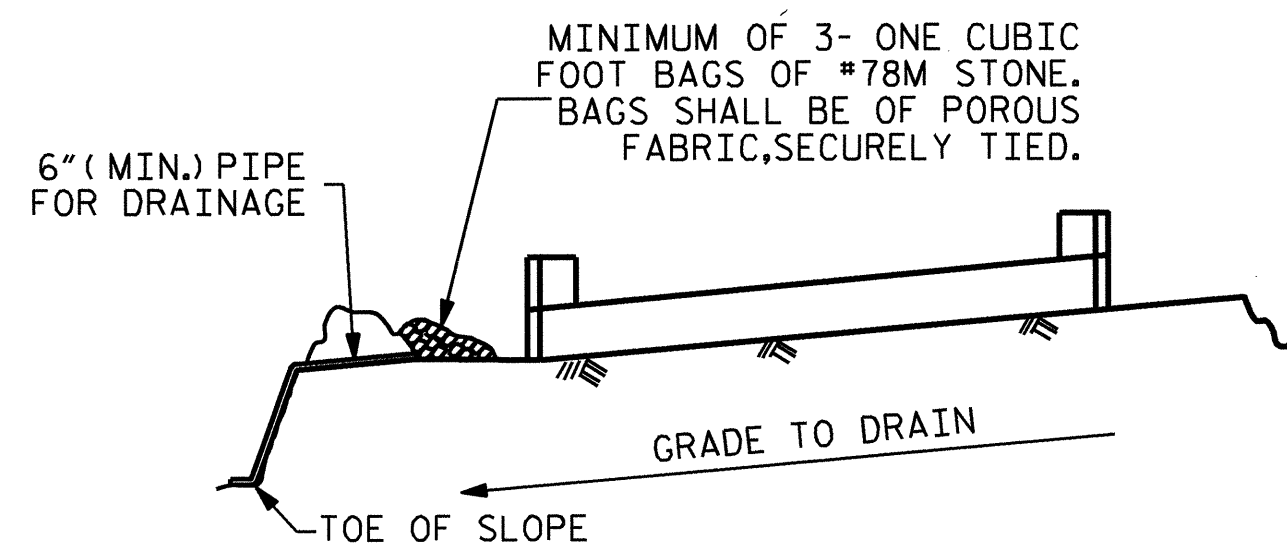 MINIMUM OF 3- ONE CUBIC
FOOT BAGS OF #78M STONE.
BAGS SHALL BE OF POROUS
FABRIC,SECURELY TIED.
6"(MIN.) PIPE
FOR DRAINAGE
GRADE TO DRAIN
TOE OF SLOPE